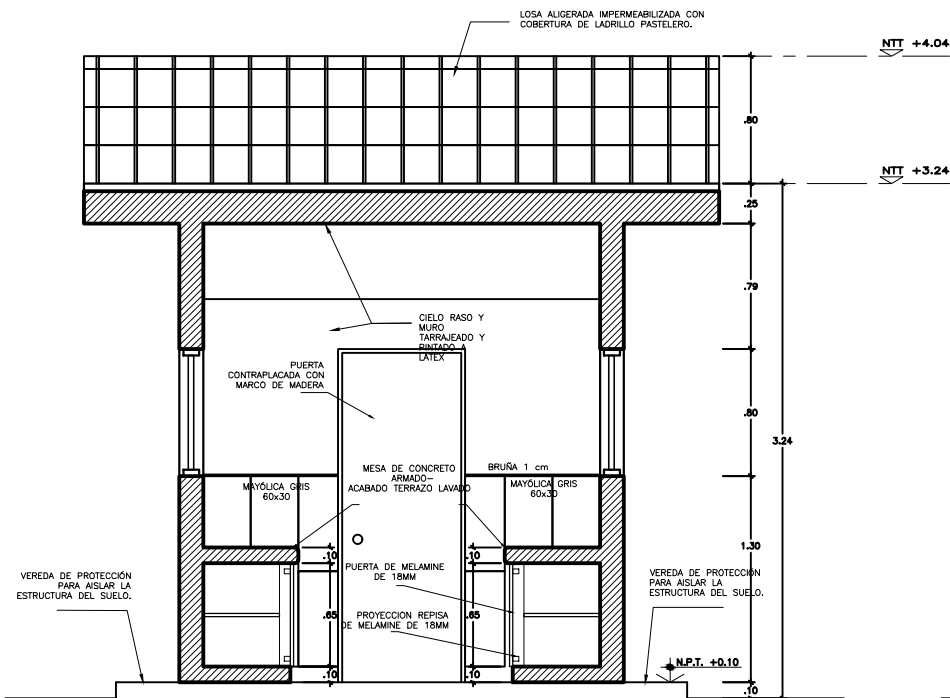 LOSA ALIGERADA IMPERMEABILIZADA CON
COBERTURA DE LADRILLO PASTELERO.
NTT +4.04
.80
NTT +3.24
.25
.79
CIELO RASO Y
MURO
TARRAJEADO Y
PINTADO A
LATEX
PUERTA
CONTRAPLACADA CON
MARCO DE MADERA
.80
3.24
MESA DE CONCRETO
ARMADO-
ACABADO TERRAZO LAVADO
BRUÑA 1 cm
MAYÓLICA GRIS
60x30
MAYÓLICA GRIS
60x30
1.30
.10
.10
PUERTA DE MELAMINE
DE 18MM
VEREDA DE PROTECCIÓN
PARA AISLAR LA
ESTRUCTURA DEL SUELO.
VEREDA DE PROTECCIÓN
PARA AISLAR LA
ESTRUCTURA DEL SUELO.
.65
.65
PROYECCION REPISA
DE MELAMINE DE 18MM
.10
.10
N.P.T. +0.10
.10